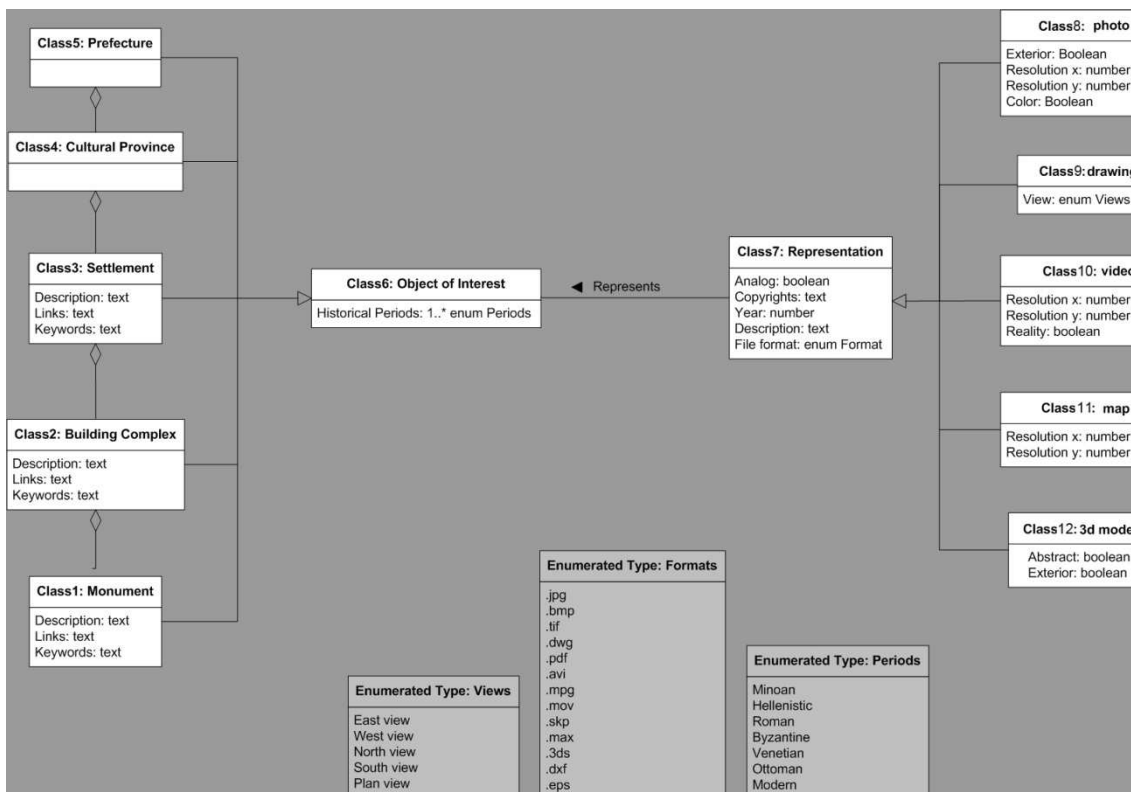 Class5: Prefecture
Class4: Cultural Province
Class3: Settlement
Description: text
Links: text
Keywords: text
Class2: Building Complex
Description: text
Links: text
Keywords: text
Class1: Monument
Description: text
Links: text
Keywords: text
Class6: Object of Interest
Historical Periods: 1..* enum Periods
◄ Represents
Class7: Representation
Analog: boolean
Copyrights: text
Year: number
Description: text
File format: enum Format
Class8: photo
Exterior: Boolean
Resolution x: number
Resolution y: number
Color: Boolean
Class9: drawing
View: enum Views
Class10: video
Resolution x: number
Resolution y: number
Reality: boolean
Class11: map
Resolution x: number
Resolution y: number
Class12: 3d mode
Abstract: boolean
Exterior: boolean
Enumerated Type: Views
East view
West view
North view
South view
Plan view
Enumerated Type: Formats
.jpg
.bmp
.tif
.dwg
.pdf
.avi
.mpg
.mov
.skp
.max
.3ds
.dxf
.eps
Enumerated Type: Periods
Minoan
Hellenistic
Roman
Byzantine
Venetian
Ottoman
Modern